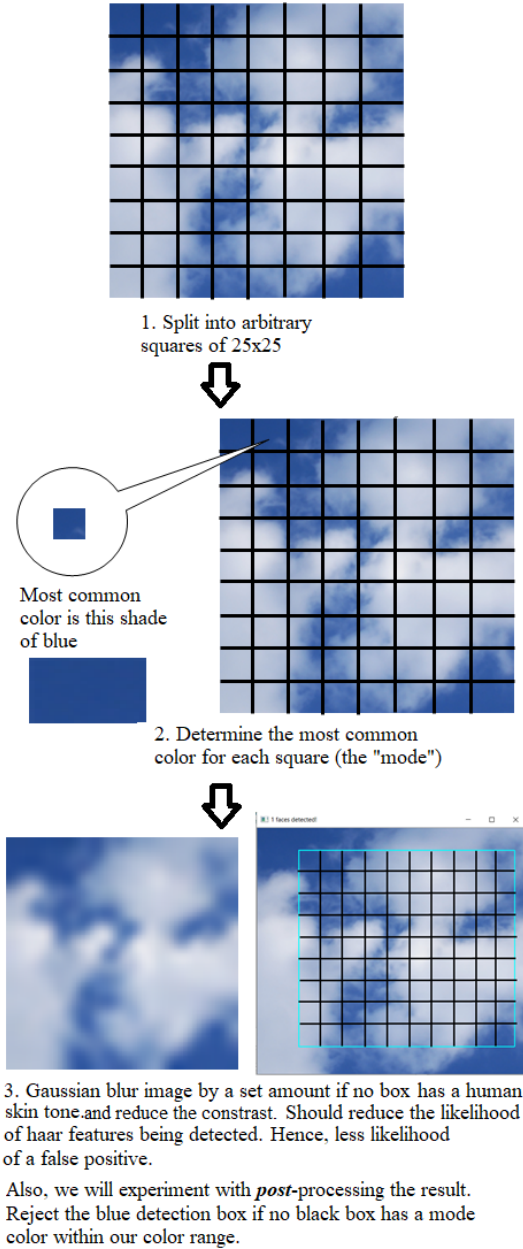 1. Split into arbitrary
squares of 25x25
Most common
color is this shade
of blue
2. Determine the most common
color for each square (the "mode")
1 faces detected!
3. Gaussian blur image by a set amount if no box has a human
skin tone.and reduce the constrast. Should reduce the likelihood
of haar features being detected. Hence, less likelihood
of a false positive.
Also, we will experiment with post-processing the result.
Reject the blue detection box if no black box has a mode
color within our color range.